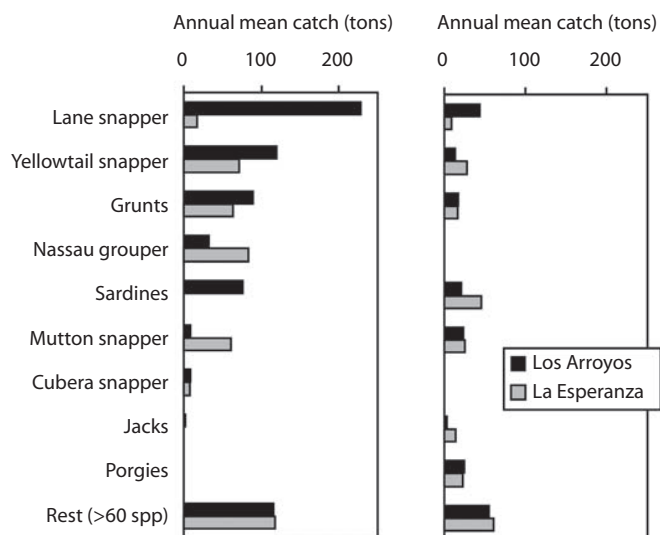 Annual mean catch (tons) Annual mean catch (tons)
0 100 200 0 100 200
Lane snapper
Yellowtail snapper
Grunts
Nassau grouper
Sardines
Mutton snapper
Cubera snapper
Jacks
Porgies
Rest (>60 spp)
Los Arroyos
La Esperanza